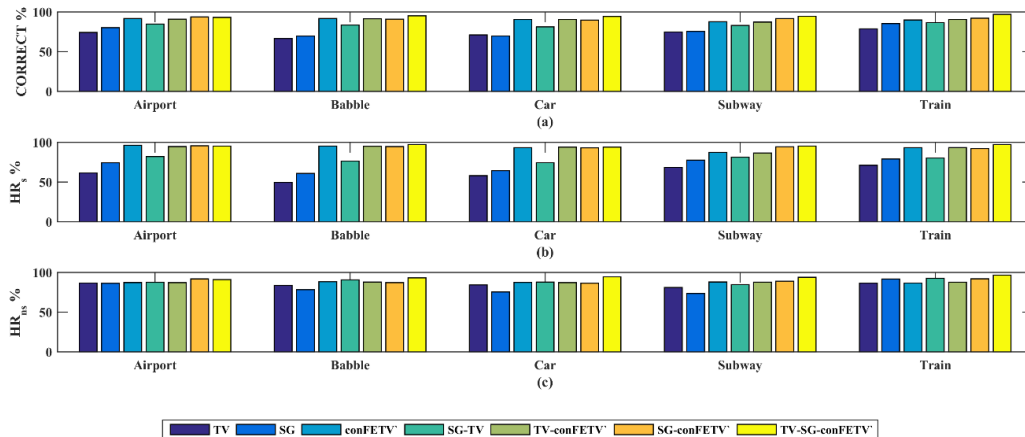 100
50
0
CORRECT %
Airport Babble Car Subway Train
(a)
100
50
0
HRs %
Airport Babble Car Subway Train
(b)
100
50
0
HRns %
Airport Babble Car Subway Train
(c)
TV SG conFETV` SG-TV TV-conFETV` SG-conFETV` TV-SG-conFETV`